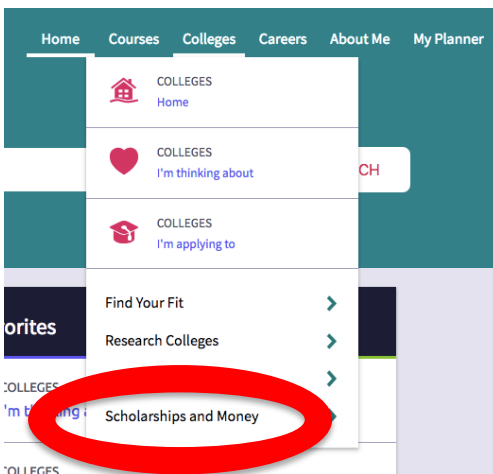 Home Courses Colleges Careers About Me My Planner
COLLEGES
Home
COLLEGES
I'm thinking about
CH
COLLEGES
I'm applying to
Find Your Fit
orites
Research Colleges
COLLEGES
Scholarships and Money
COLLEGES